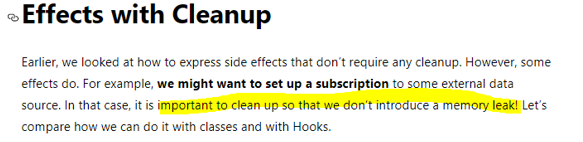 Effects with Cleanup
Earlier, we looked at how to express side effects that don’t require any cleanup. However, some
effects do. For example, we might want to set up a subscription to some external data
source. In that case, it is important to clean up so that we don’t introduce a memory leak! Let’s
compare how we can do it with classes and with Hooks.